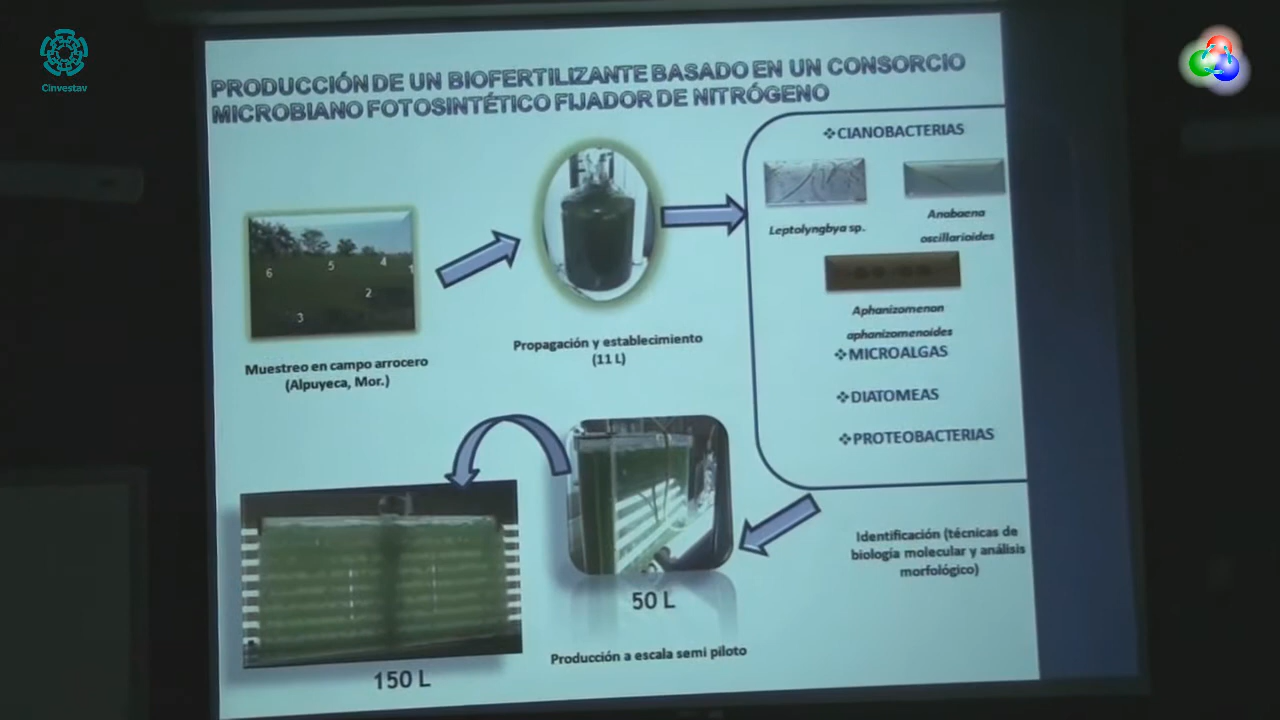 Cinvestav
PRODUCCIÓN DE UN BIOFERTILIZANTE BASADO EN UN CONSORCIO
MICROBIANO FOTOSINTÉTICO FIJADOR DE NITRÓGENO
6
5
4
1
2
3
Muestreo en campo arrocero
(Alpuyeca, Mor.)
Propagación y establecimiento
(11 L)
❖CIANOBACTERIAS
Leptolyngbya sp.
Anabaena
oscillarioides
Aphanizomenon
aphanizomenoides
❖MICROALGAS
❖DIATOMEAS
❖PROTEOBACTERIAS
Identificación (técnicas de
biología molecular y análisis
morfológico)
50 L
Producción a escala semi piloto
150 L